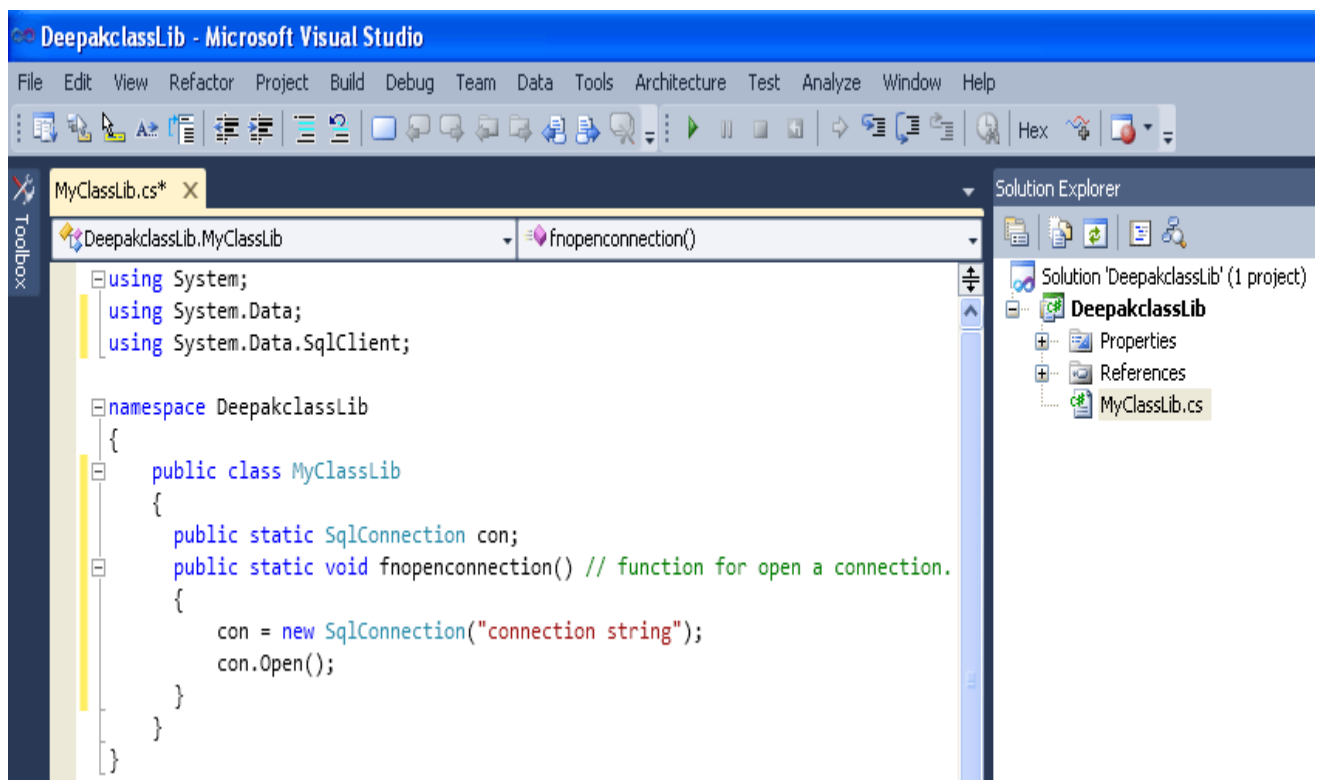 DeepakclassLib - Microsoft Visual Studio
File Edit View Refactor Project Build Debug Team Data Tools Architecture Test Analyze Window Help
Hex
Toolbox
MyClassLib.cs*
DeepakclassLib.MyClassLib
fnopenconnection()
using System;
using System.Data;
using System.Data.SqlClient;
namespace DeepakclassLib
{
public class MyClassLib
{
public static SqlConnection con;
public static void fnopenconnection() // function for open a connection.
{
con = new SqlConnection("connection string");
con.Open();
}
}
}
Solution Explorer
Solution 'DeepakclassLib' (1 project)
DeepakclassLib
Properties
References
MyClassLib.cs